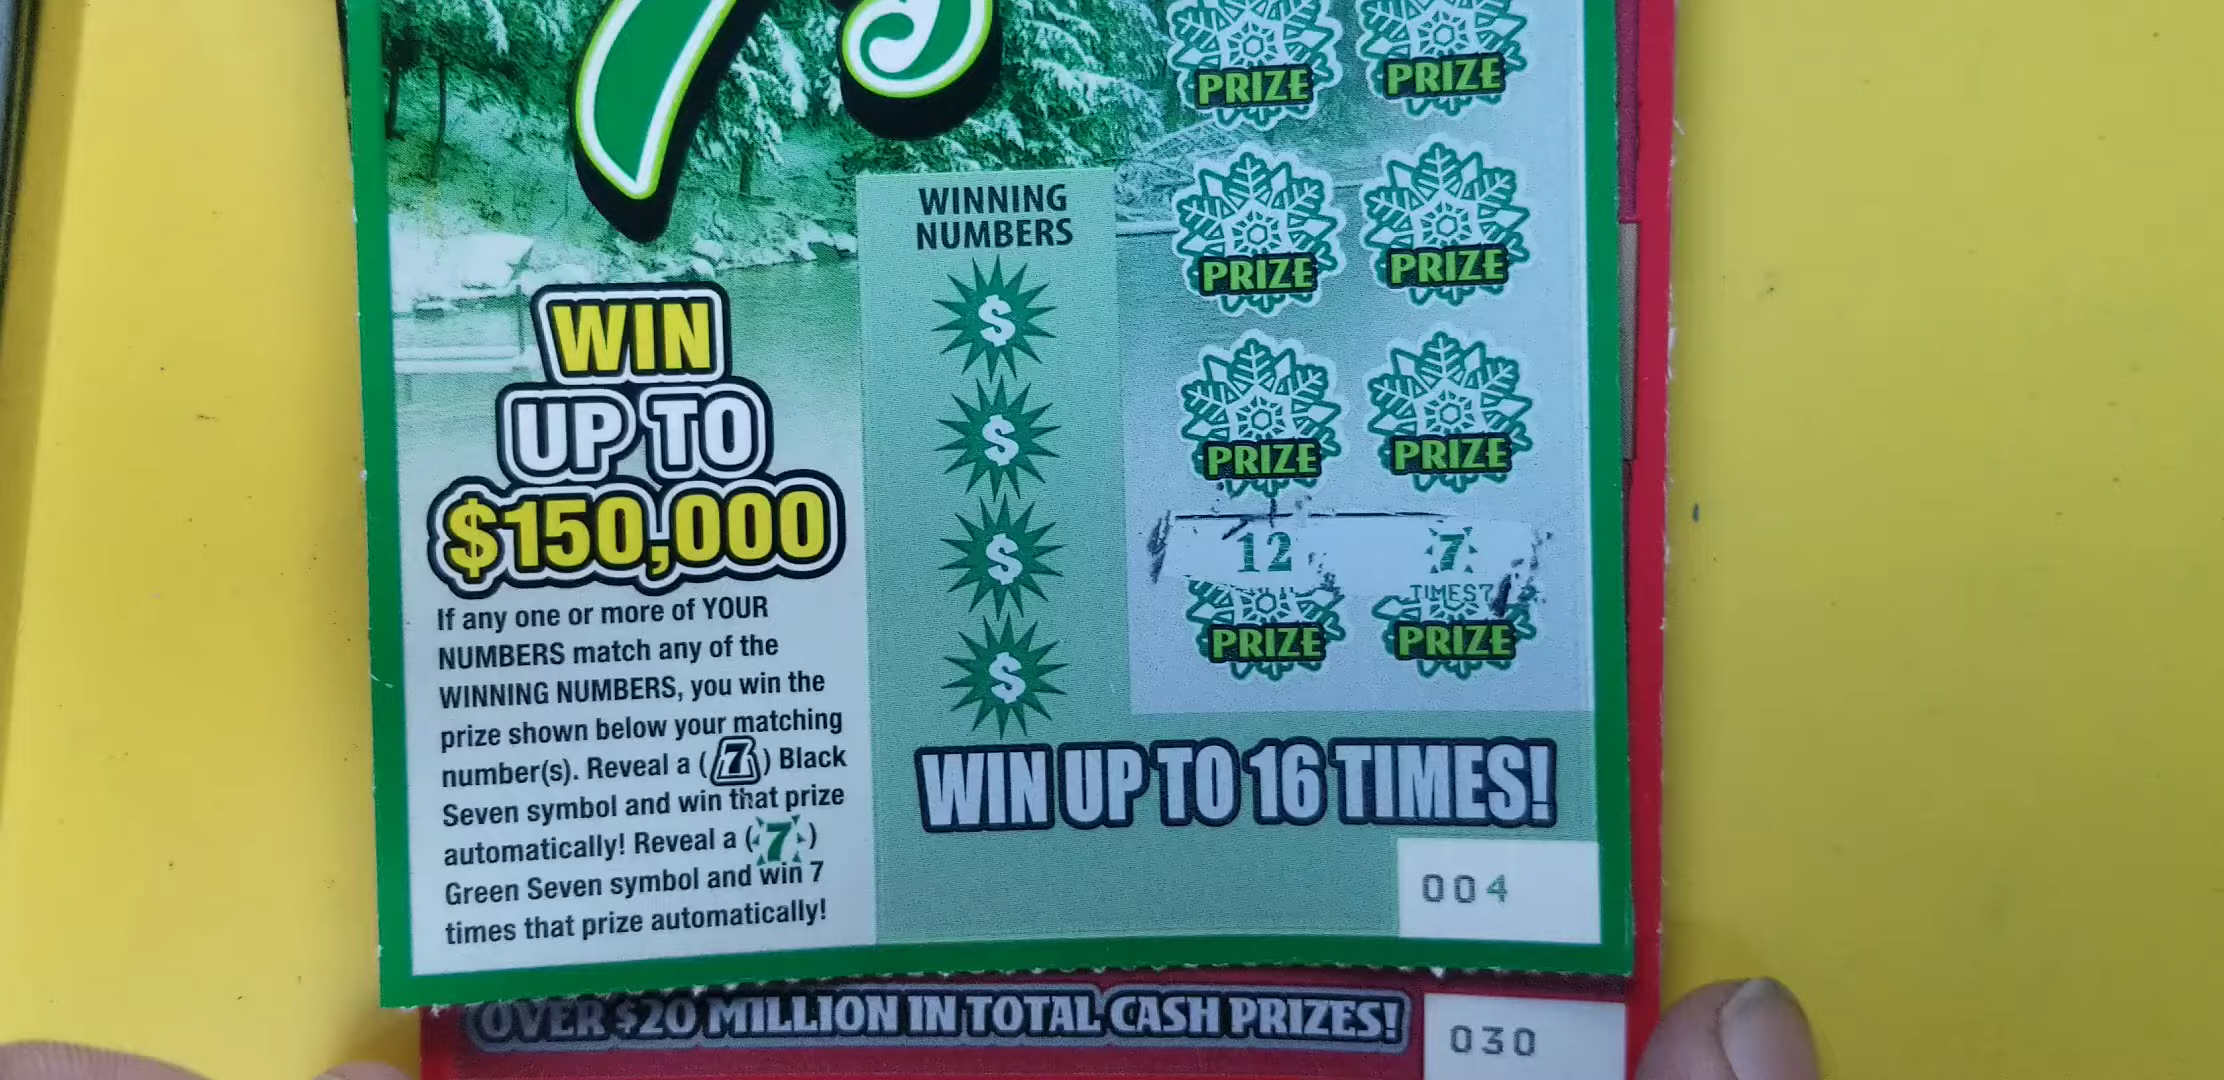 7s
PRIZE PRIZE
WINNING
NUMBERS
PRIZE PRIZE
$
WIN
UP TO
$150,000
$
PRIZE PRIZE
$
12 7
TIMES7
PRIZE PRIZE
$
If any one or more of YOUR
NUMBERS match any of the
WINNING NUMBERS, you win the
prize shown below your matching
number(s). Reveal a (7) Black
Seven symbol and win that prize
automatically! Reveal a (7)
Green Seven symbol and win 7
times that prize automatically!
WIN UP TO 16 TIMES!
004
OVER $20 MILLION IN TOTAL CASH PRIZES!
030